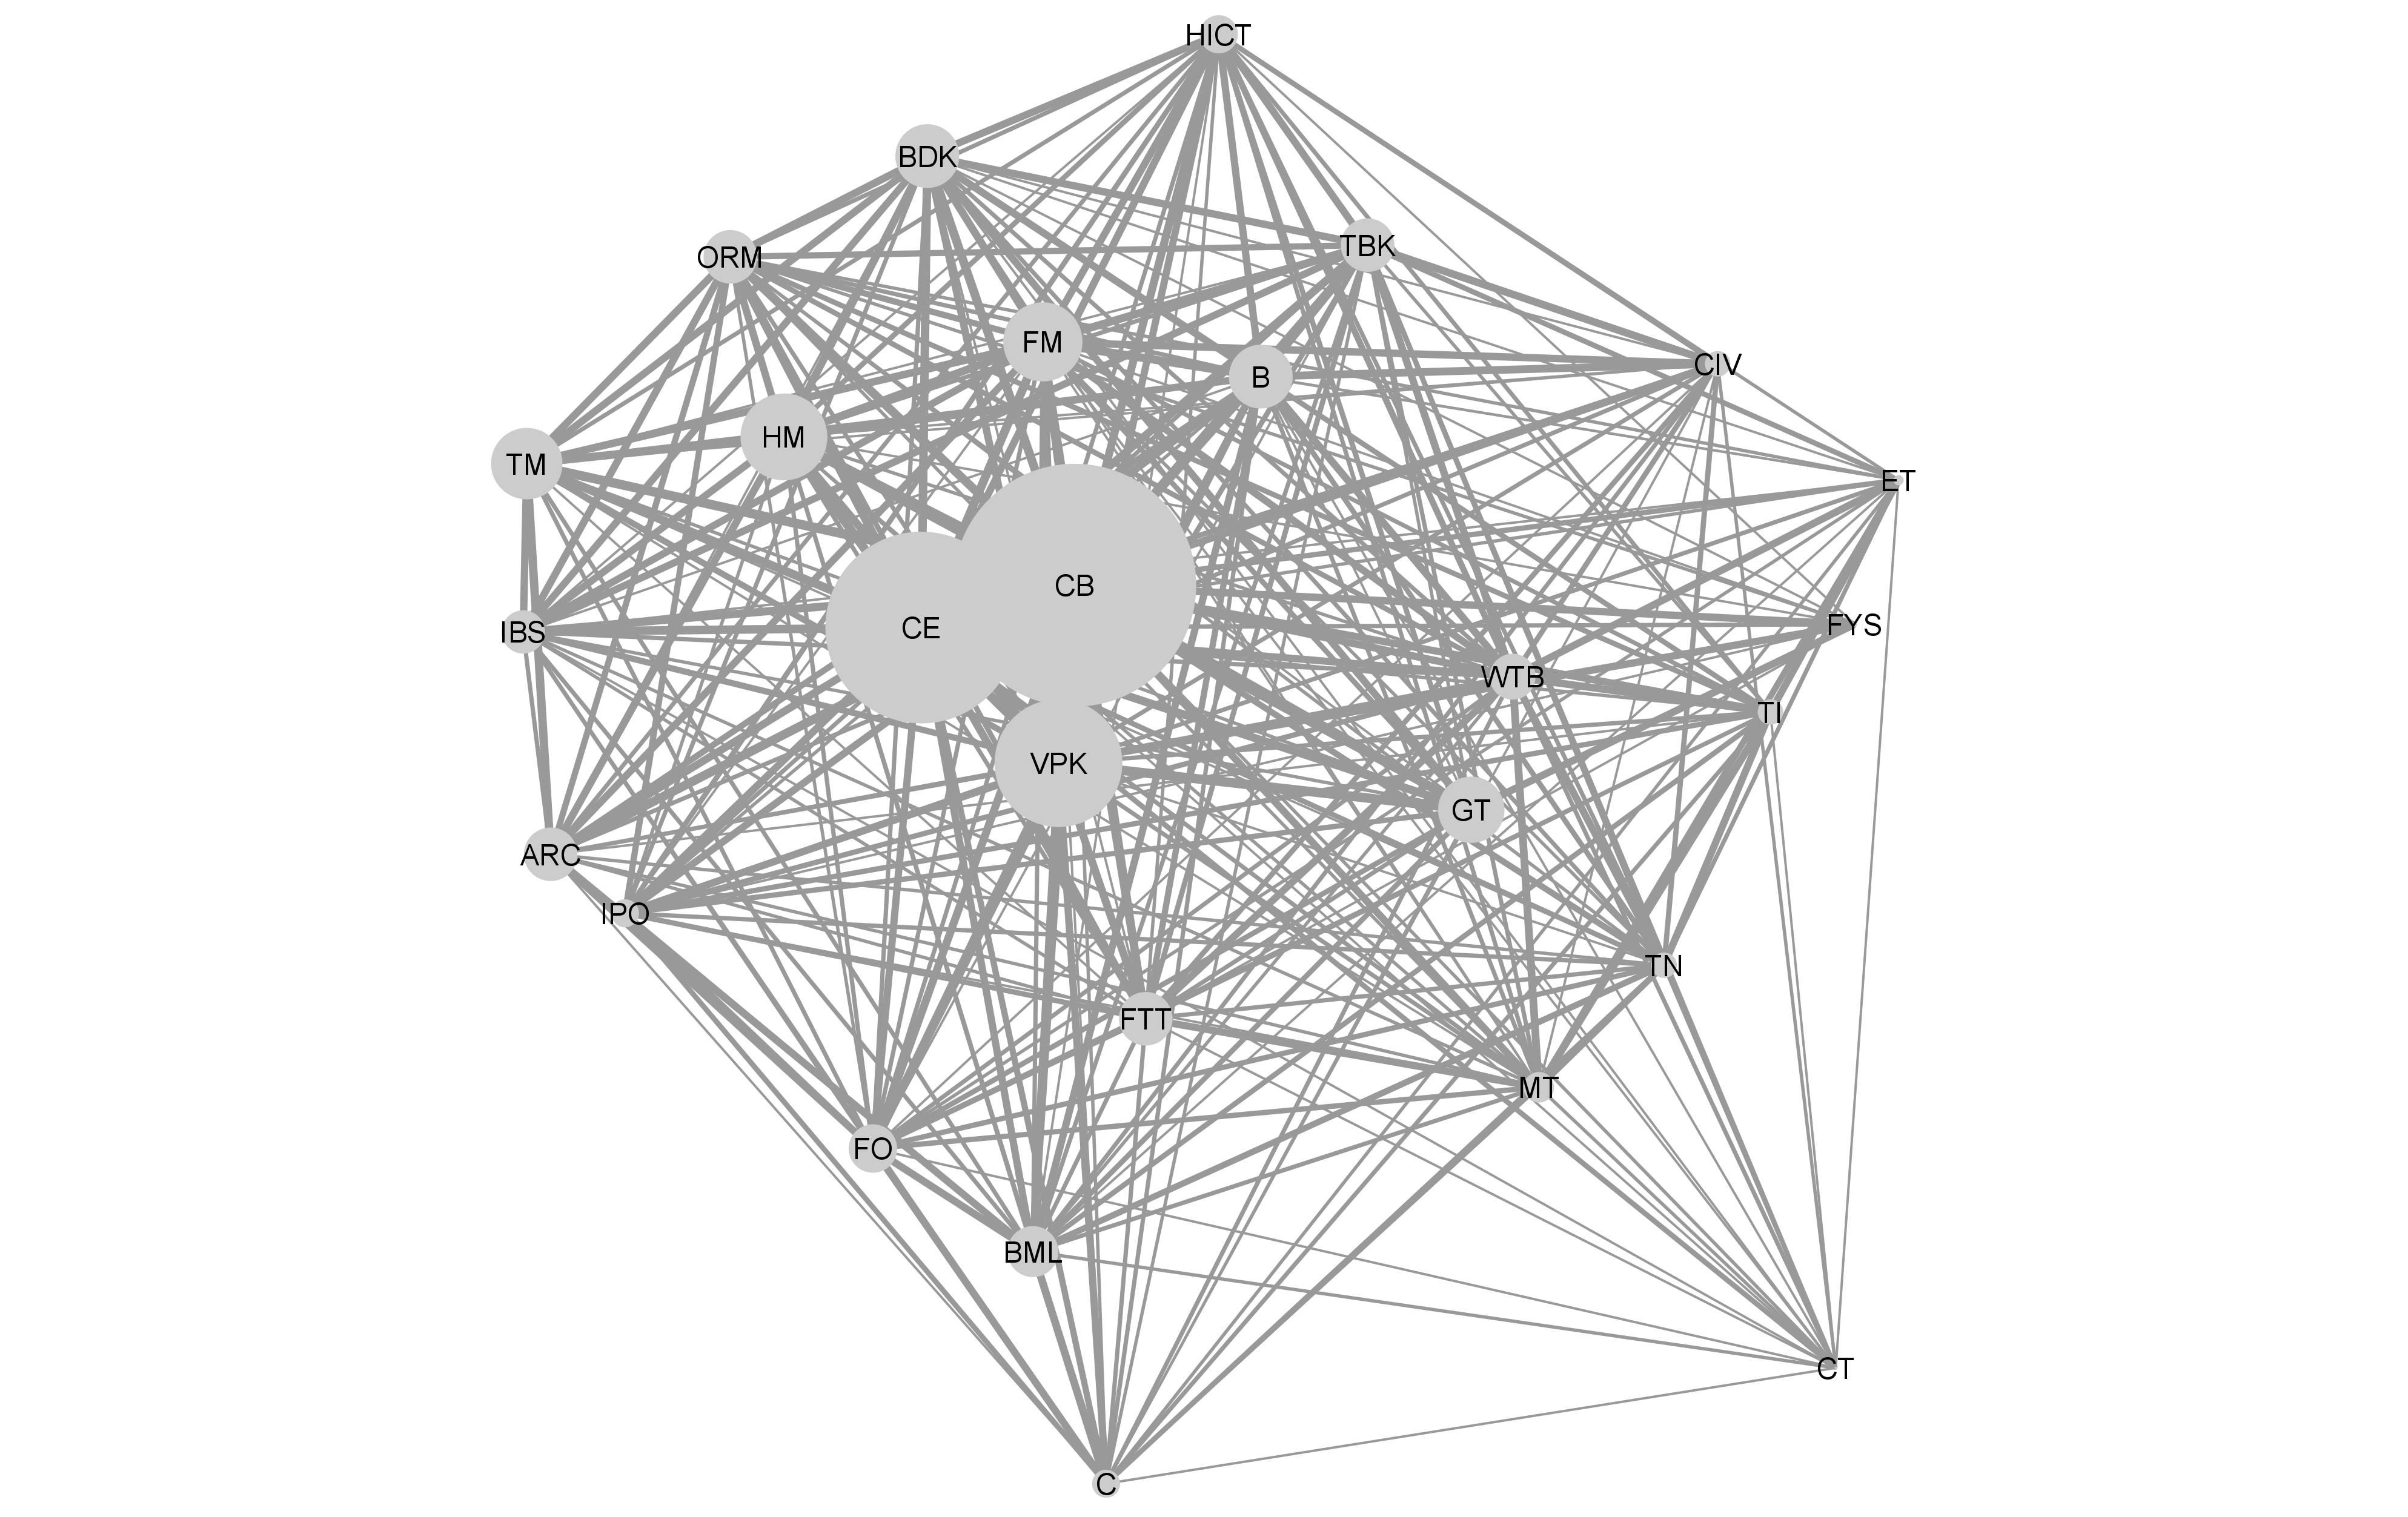 HICT
BDK
TBK
ORM
FM
CIV
B
HM
TM
ET
CB
FYS
CE
IBS
WTB
TI
VPK
GT
ARC
IPO
TN
FTT
MT
FO
BML
CT
C